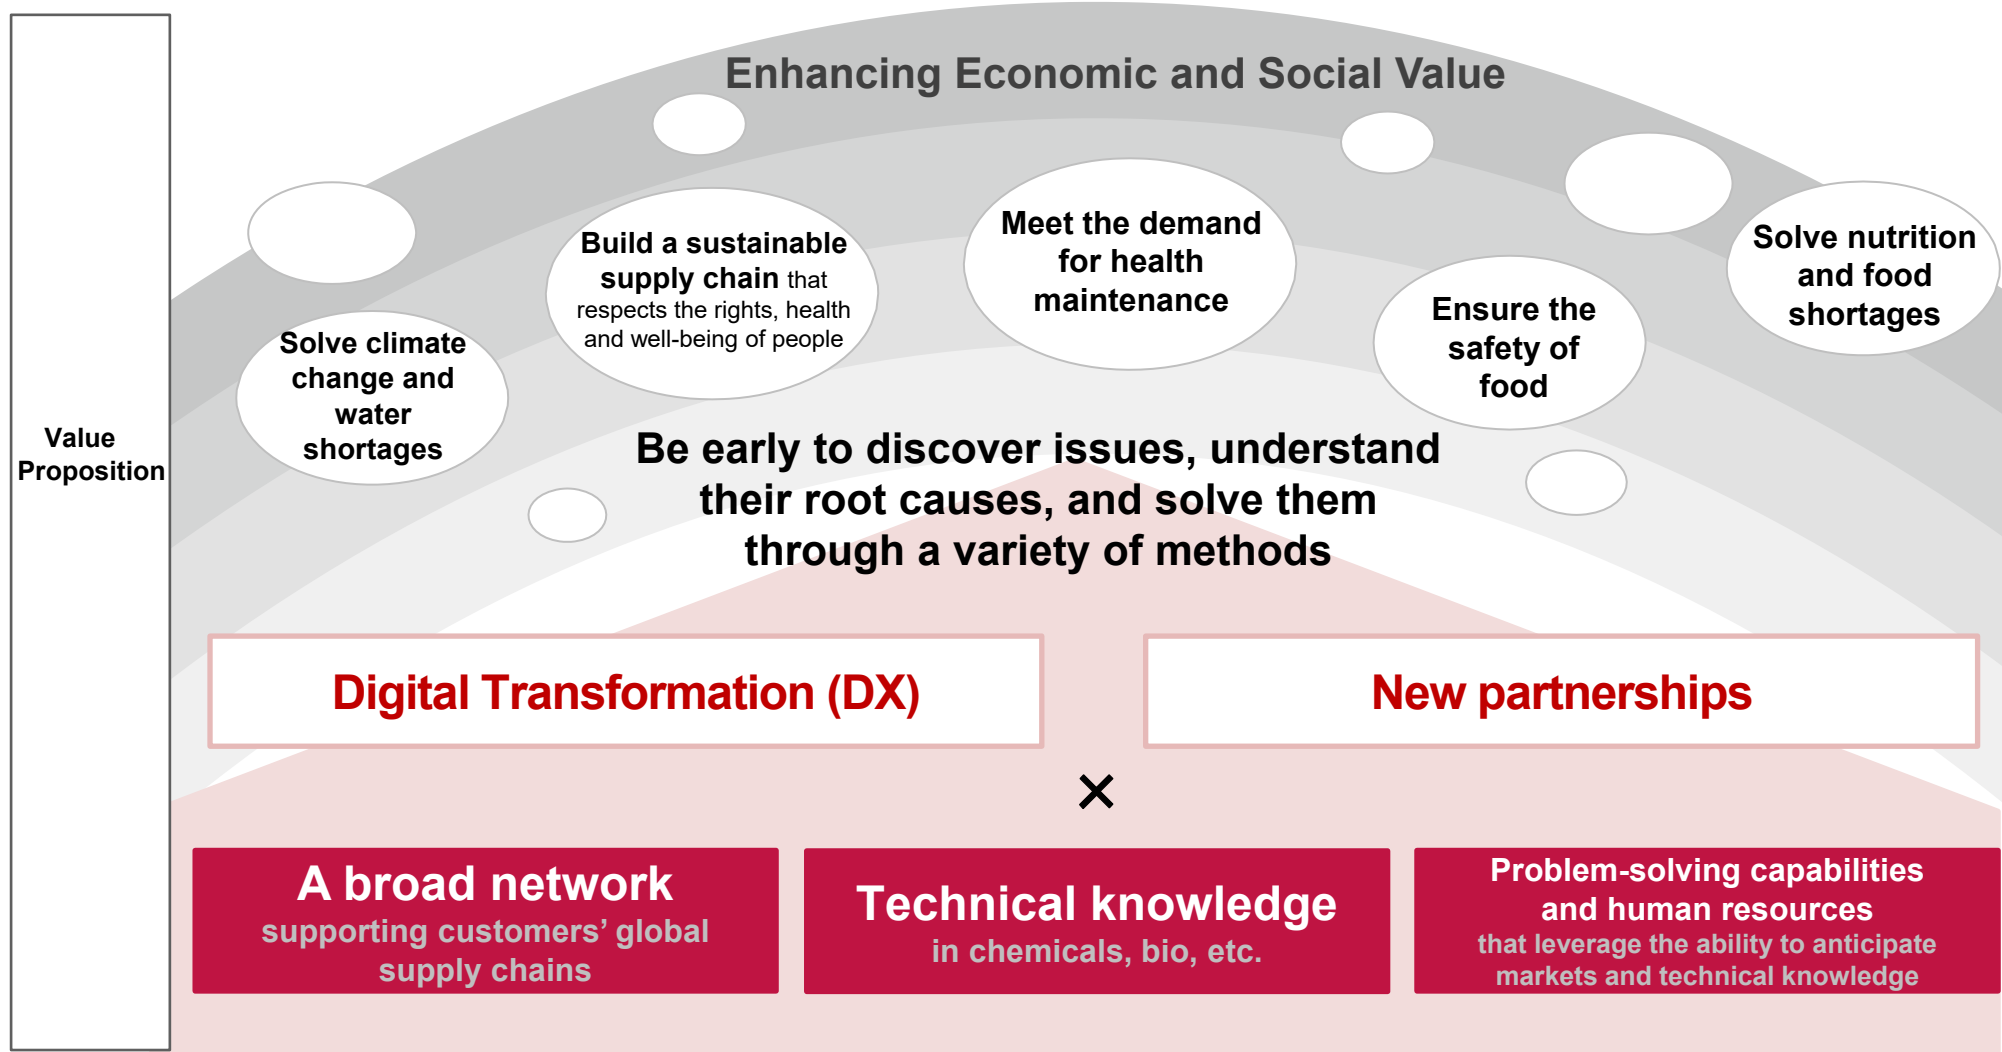 Value
Proposition
Enhancing Economic and Social Value
Solve climate
change and
water
shortages
Build a sustainable
supply chain that
respects the rights, health
and well-being of people
Meet the demand
for health
maintenance
Ensure the
safety of
food
Solve nutrition
and food
shortages
Be early to discover issues, understand
their root causes, and solve them
through a variety of methods
Digital Transformation (DX)
New partnerships
×
A broad network
supporting customers’ global
supply chains
Technical knowledge
in chemicals, bio, etc.
Problem-solving capabilities
and human resources
that leverage the ability to anticipate
markets and technical knowledge